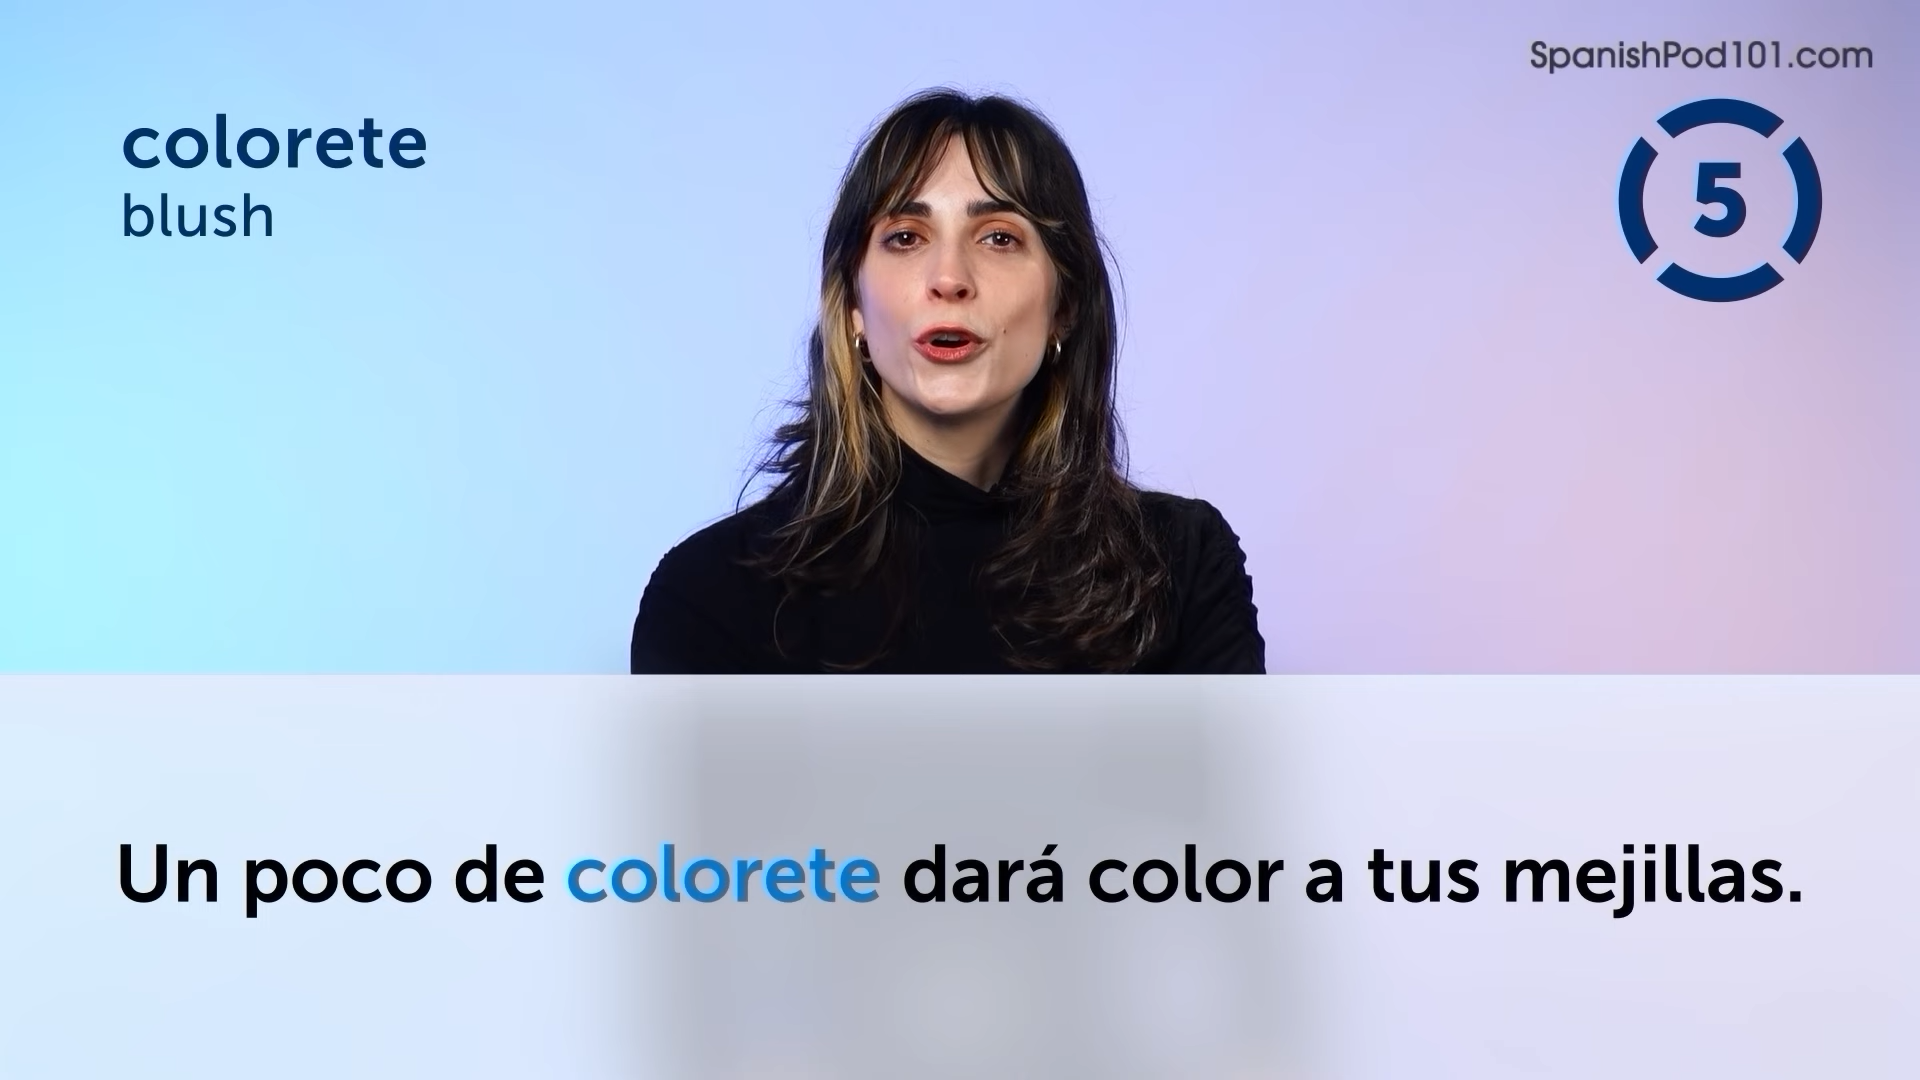 SpanishPod101.com
colorete
blush
5
Un poco de colorete dará color a tus mejillas.